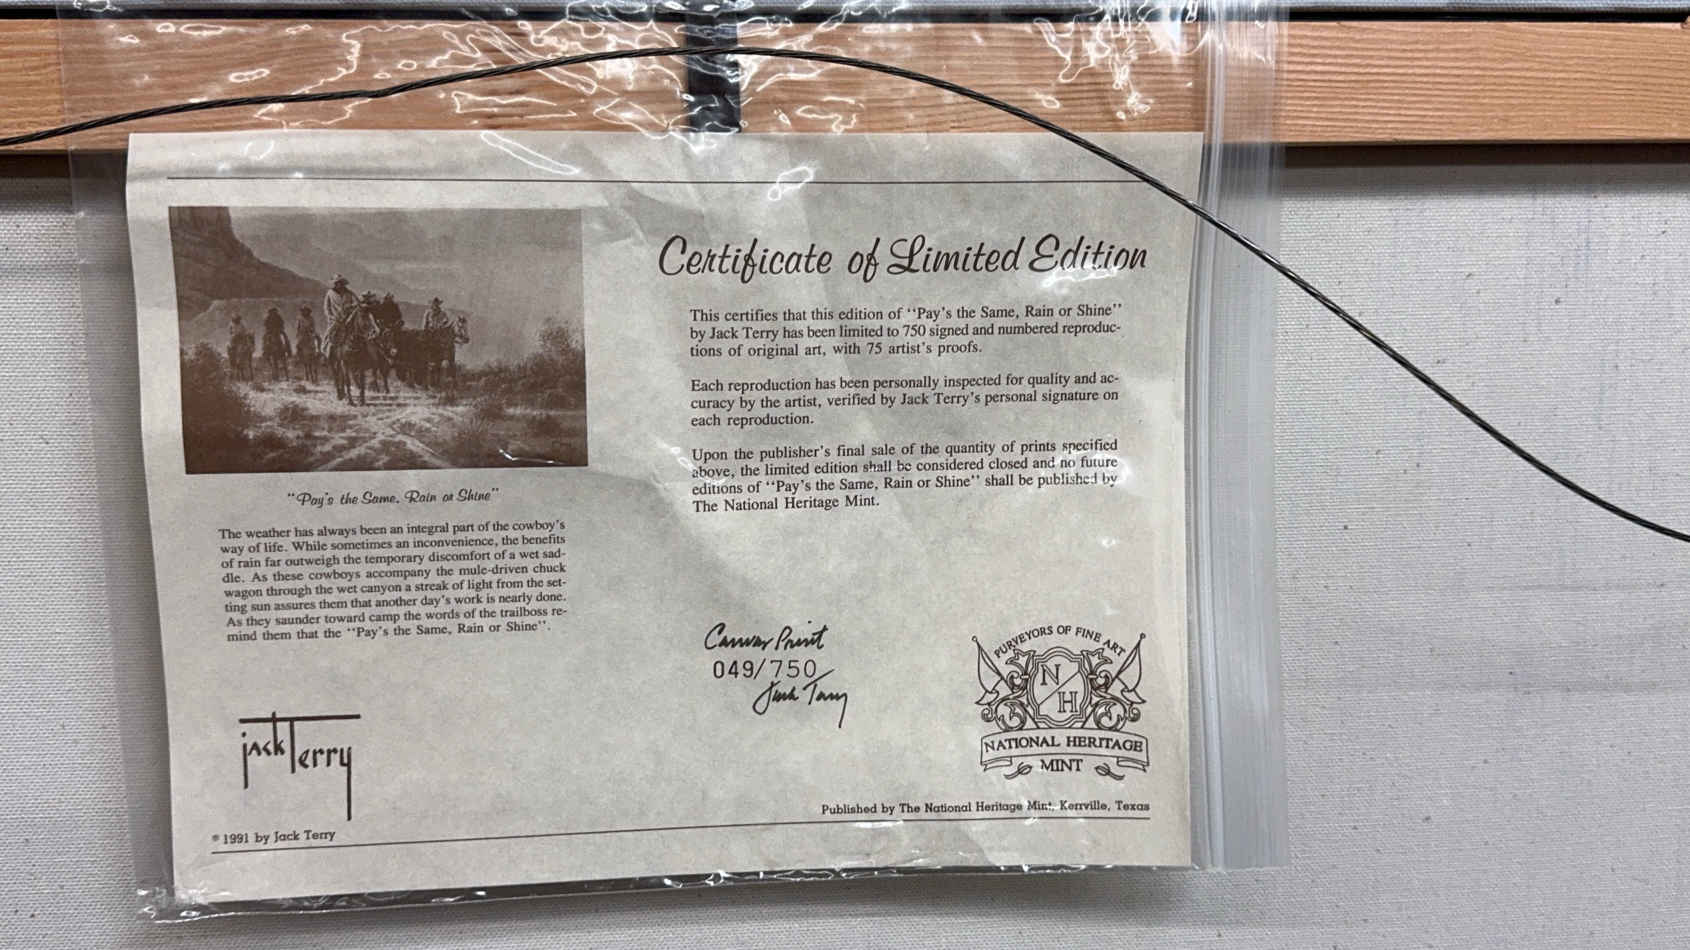 "Pay's the Same, Rain or Shine"
The weather has always been an integral part of the cowboy's
way of life. While sometimes an inconvenience, the benefits
of rain far outweigh the temporary discomfort of a wet sad-
dle. As these cowboys accompany the mule-driven chuck
wagon through the wet canyon a streak of light from the set-
ting sun assures them that another day's work is nearly done.
As they saunder toward camp the words of the trailboss re-
mind them that the ''Pay's the Same, Rain or Shine''.
jack Terry
© 1991 by Jack Terry
Certificate of Limited Edition
This certifies that this edition of ''Pay's the Same, Rain or Shine''
by Jack Terry has been limited to 750 signed and numbered reproduc-
tions of original art, with 75 artist's proofs.
Each reproduction has been personally inspected for quality and ac-
curacy by the artist, verified by Jack Terry's personal signature on
each reproduction.
Upon the publisher's final sale of the quantity of prints specified
above, the limited edition shall be considered closed and no future
editions of ''Pay's the Same, Rain or Shine'' shall be published by
The National Heritage Mint.
Canvas Print
049/750
Jack Terry
PURVEYORS OF FINE ART
N
H
NATIONAL HERITAGE
MINT
Published by The National Heritage Mint, Kerrville, Texas